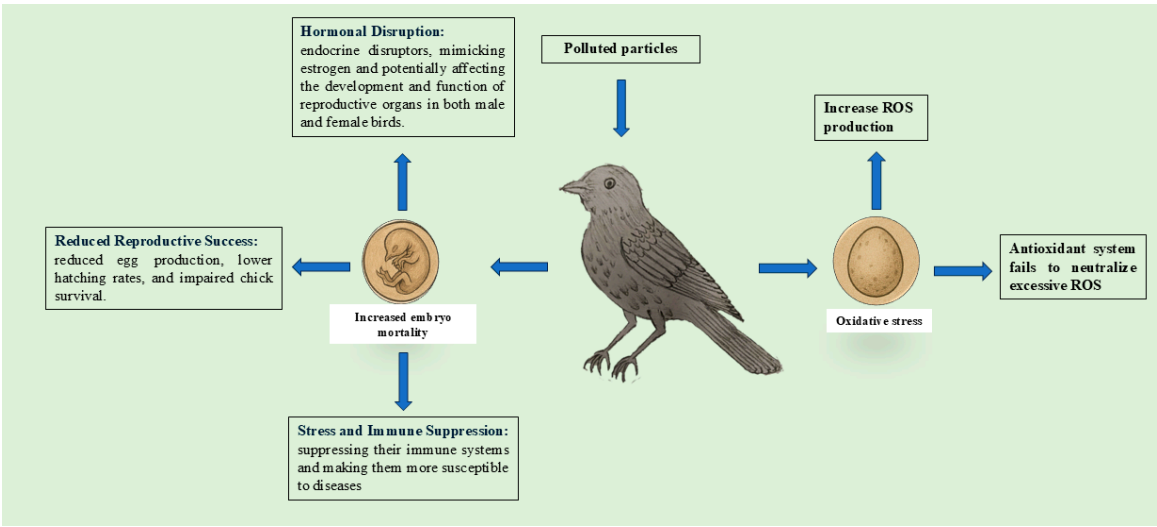 Hormonal Disruption:
endocrine disruptors, mimicking
estrogen and potentially affecting
the development and function of
reproductive organs in both male
and female birds.
Polluted particles
Increase ROS
production
Reduced Reproductive Success:
reduced egg production, lower
hatching rates, and impaired chick
survival.
Increased embryo
mortality
Oxidative stress
Antioxidant system
fails to neutralize
excessive ROS
Stress and Immune Suppression:
suppressing their immune systems
and making them more susceptible
to diseases